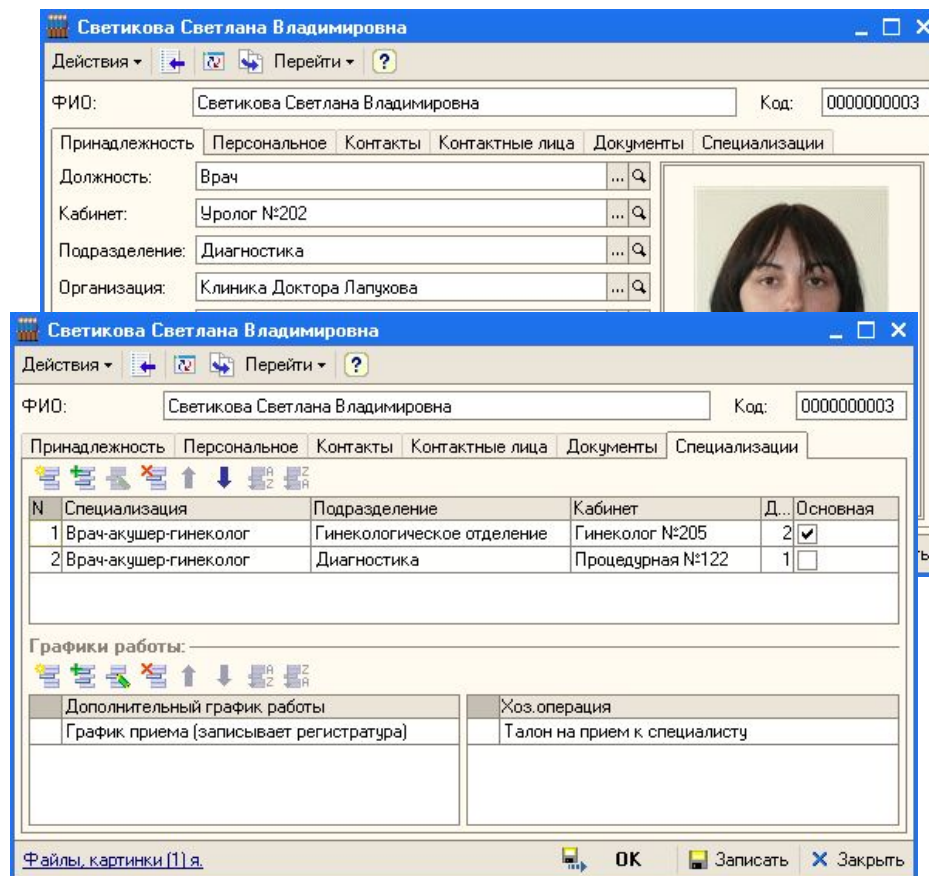 Светикова Светлана Владимировна
Действия Перейти ?
ФИО: Светикова Светлана Владимировна Код: 0000000003
Принадлежность Персональное Контакты Контактные лица Документы Специализации
Должность: Врач ...
Кабинет: Уролог №202 ...
Подразделение: Диагностика ...
Организация: Клиника Доктора Лапухова
Светикова Светлана Владимировна
Действия Перейти ?
ФИО: Светикова Светлана Владимировна Код: 0000000003
Принадлежность Персональное Контакты Контактные лица Документы Специализации
N Специализация Подразделение Кабинет Д... Основная
1 Врач-акушер-гинеколог Гинекологическое отделение Гинеколог №205 2
2 Врач-акушер-гинеколог Диагностика Процедурная №122 1
ть
Графики работы:
Дополнительный график работы Хоз.операция
График приема (записывает регистратура) Талон на прием к специалисту
Файлы, картинки (1) я. OK Записать Закрыть